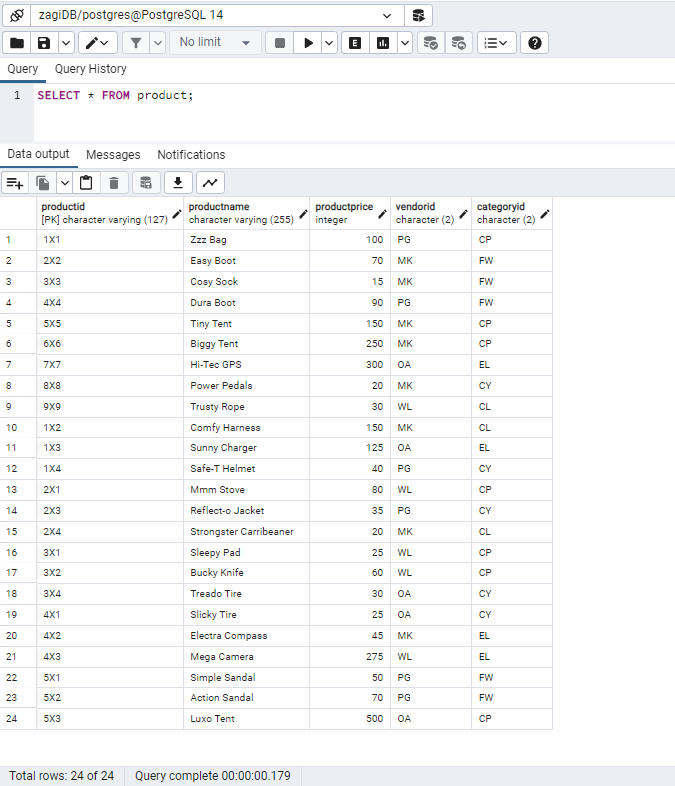 zagiDB/postgres@PostgreSQL 14
No limit
E
Query Query History
1 SELECT * FROM product;
Data output Messages Notifications
productid productname productprice vendorid categoryid
[PK] character varying (127) character varying (255) integer character (2) character (2)
1 1X1 Zzz Bag 100 PG CP
2 2X2 Easy Boot 70 MK FW
3 3X3 Cosy Sock 15 MK FW
4 4X4 Dura Boot 90 PG FW
5 5X5 Tiny Tent 150 MK CP
6 6X6 Biggy Tent 250 MK CP
7 7X7 Hi-Tec GPS 300 OA EL
8 8X8 Power Pedals 20 MK CY
9 9X9 Trusty Rope 30 WL CL
10 1X2 Comfy Harness 150 MK CL
11 1X3 Sunny Charger 125 OA EL
12 1X4 Safe-T Helmet 40 PG CY
13 2X1 Mmm Stove 80 WL CP
14 2X3 Reflect-o Jacket 35 PG CY
15 2X4 Strongster Carribeaner 20 MK CL
16 3X1 Sleepy Pad 25 WL CP
17 3X2 Bucky Knife 60 WL CP
18 3X4 Treado Tire 30 OA CY
19 4X1 Slicky Tire 25 OA CY
20 4X2 Electra Compass 45 MK EL
21 4X3 Mega Camera 275 WL EL
22 5X1 Simple Sandal 50 PG FW
23 5X2 Action Sandal 70 PG FW
24 5X3 Luxo Tent 500 OA CP
Total rows: 24 of 24 Query complete 00:00:00.179